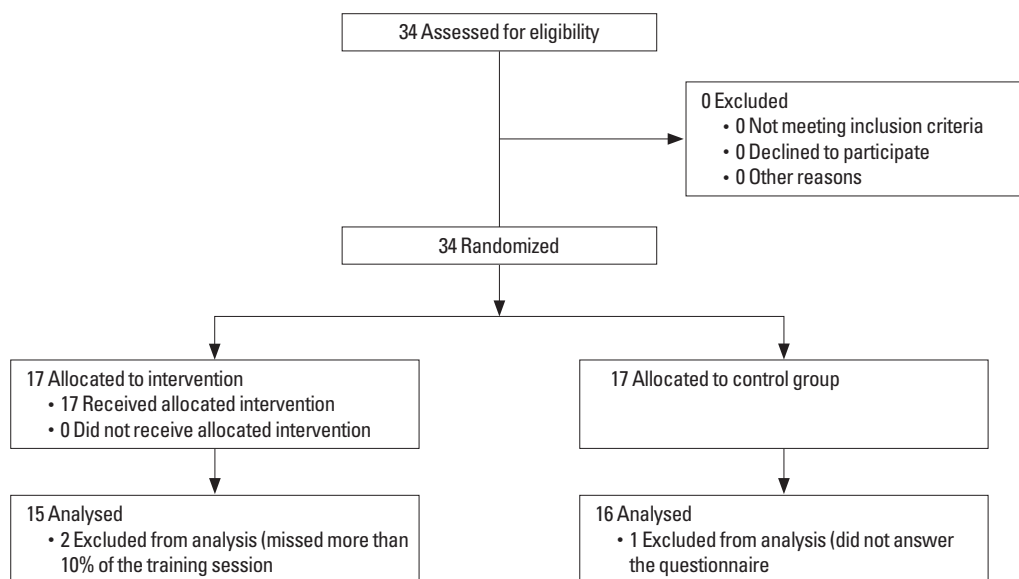 34 Assessed for eligibility
0 Excluded
• 0 Not meeting inclusion criteria
• 0 Declined to participate
• 0 Other reasons
34 Randomized
17 Allocated to intervention
• 17 Received allocated intervention
• 0 Did not receive allocated intervention
17 Allocated to control group
15 Analysed
• 2 Excluded from analysis (missed more than
10% of the training session
16 Analysed
• 1 Excluded from analysis (did not answer
the questionnaire